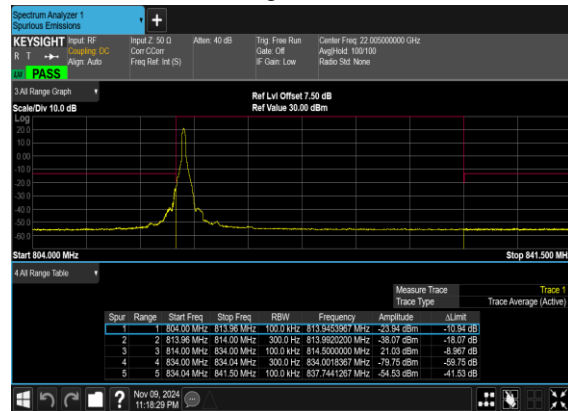 Spectrum Analyzer 1
Spurious Emissions
KEYSIGHT Input: RF
R T Coupling: DC
Align: Auto
Input Z: 50 Ω
Corr CCorr
Freq Ref: Int (S)
Atten: 40 dB
Trig: Free Run
Gate: Off
IF Gain: Low
Center Freq: 22.005000000 GHz
Avg|Hold: 100/100
Radio Std: None
PASS
3 All Range Graph
Scale/Div 10.0 dB
Ref Lvl Offset 7.50 dB
Ref Value 30.00 dBm
Log
20.0
10.0
0.00
-10.0
-20.0
-30.0
-40.0
-50.0
-60.0
Start 804.000 MHz
Stop 841.500 MH
4 All Range Table
Measure Trace Trace 1
Trace Type Trace Average (Active)
Spur Range Start Freq Stop Freq RBW Frequency Amplitude ΔLimit
1 1 804.00 MHz 813.96 MHz 100.0 kHz 813.9453967 MHz -23.94 dBm -10.94 dB
2 2 813.96 MHz 814.00 MHz 300.0 Hz 813.9920200 MHz -38.07 dBm -18.07 dB
3 3 814.00 MHz 834.00 MHz 100.0 kHz 814.5000000 MHz 21.03 dBm -8.967 dB
4 4 834.00 MHz 834.04 MHz 300.0 Hz 834.0018367 MHz -79.75 dBm -59.75 dB
5 5 834.04 MHz 841.50 MHz 100.0 kHz 837.7441267 MHz -54.53 dBm -41.53 dB
? Nov 09, 2024
11:18:29 PM